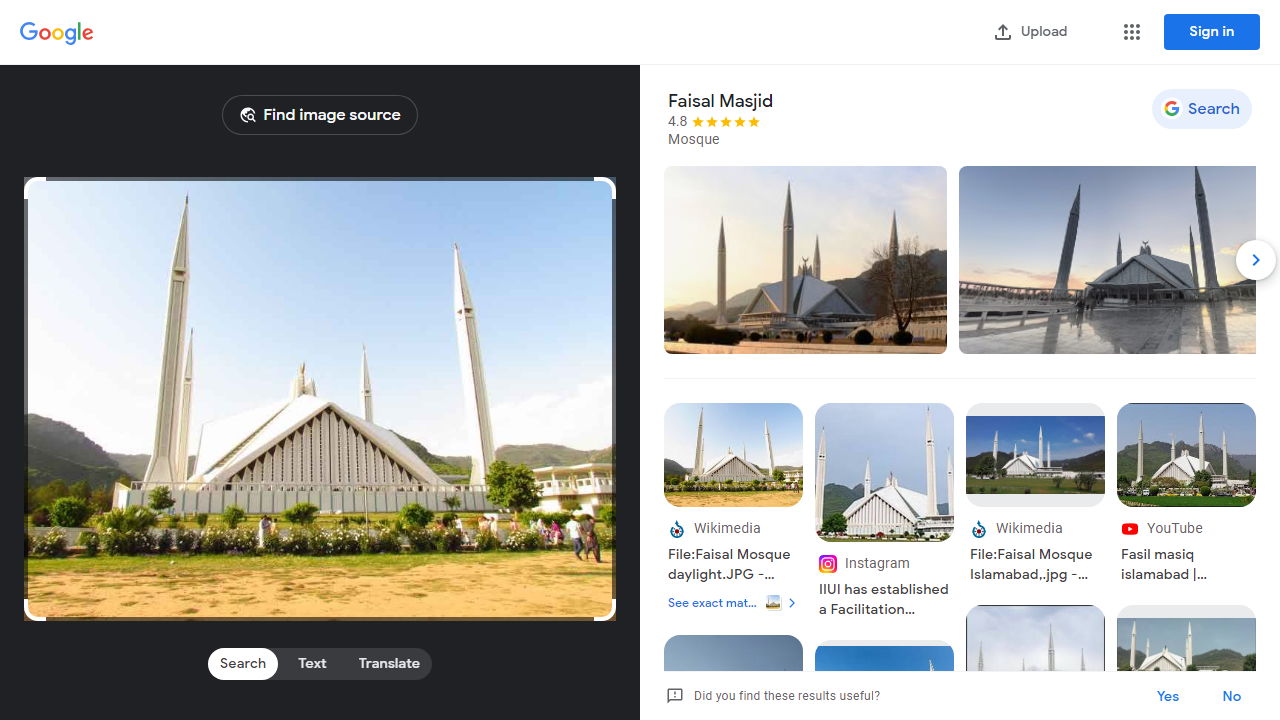 Google
Upload
Sign in
Find image source
Search
Text
Translate
Faisal Masjid
4.8
Mosque
Search
Wikimedia
File:Faisal Mosque
daylight.JPG -...
See exact mat...
Instagram
IIUI has established
a Facilitation...
Wikimedia
File:Faisal Mosque
Islamabad,.jpg -...
YouTube
Fasil masiq
islamabad |...
Did you find these results useful?
Yes
No